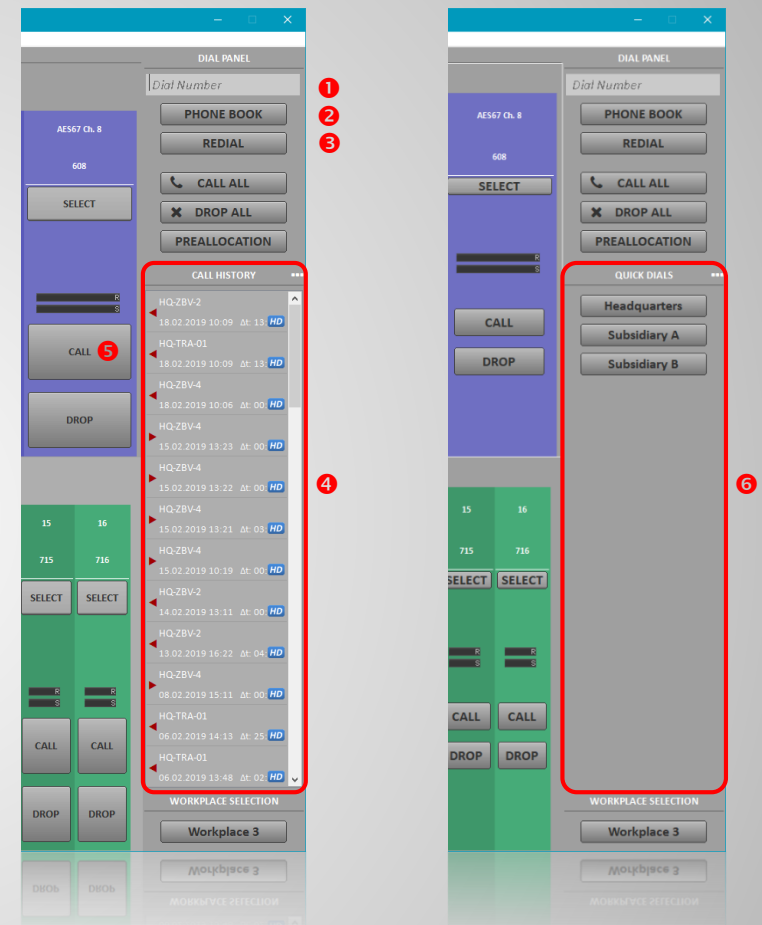 DIAL PANEL
Dial Number
❶
PHONE BOOK
❷
REDIAL
❸
CALL ALL
DROP ALL
PREALLOCATION
AES67 Ch. 8
608
SELECT
R
S
CALL
❺
DROP
CALL HISTORY
HQ-ZBV-2
18.02.2019 10:09 Δt: 13: HD
HQ-TRA-01
18.02.2019 10:09 Δt: 13: HD
HQ-ZBV-4
18.02.2019 10:06 Δt: 00: HD
HQ-ZBV-4
15.02.2019 13:23 Δt: 00: HD
HQ-ZBV-4
15.02.2019 13:22 Δt: 00: HD
HQ-ZBV-4
15.02.2019 13:21 Δt: 03: HD
HQ-ZBV-4
15.02.2019 10:19 Δt: 00: HD
HQ-ZBV-2
14.02.2019 13:11 Δt: 00: HD
HQ-ZBV-2
13.02.2019 16:22 Δt: 04: HD
HQ-ZBV-4
08.02.2019 15:11 Δt: 00: HD
HQ-TRA-01
06.02.2019 14:13 Δt: 25: HD
HQ-TRA-01
06.02.2019 13:48 Δt: 02: HD
❹
15 16
715 716
SELECT SELECT
R R
S S
CALL CALL
DROP DROP
WORKPLACE SELECTION
Workplace 3
DIAL PANEL
Dial Number
PHONE BOOK
REDIAL
CALL ALL
DROP ALL
PREALLOCATION
AES67 Ch. 8
608
SELECT
R
S
CALL
DROP
QUICK DIALS
Headquarters
Subsidiary A
Subsidiary B
❻
15 16
715 716
SELECT SELECT
R R
S S
CALL CALL
DROP DROP
WORKPLACE SELECTION
Workplace 3